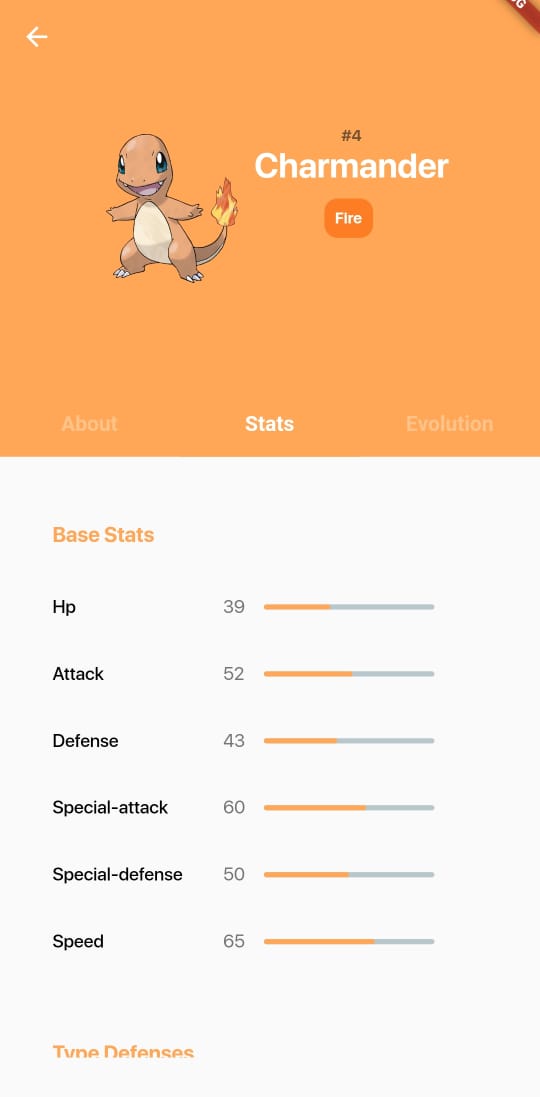 #4
Charmander
Fire
About Stats Evolution
Base Stats
Hp 39
Attack 52
Defense 43
Special-attack 60
Special-defense 50
Speed 65
Type Defenses